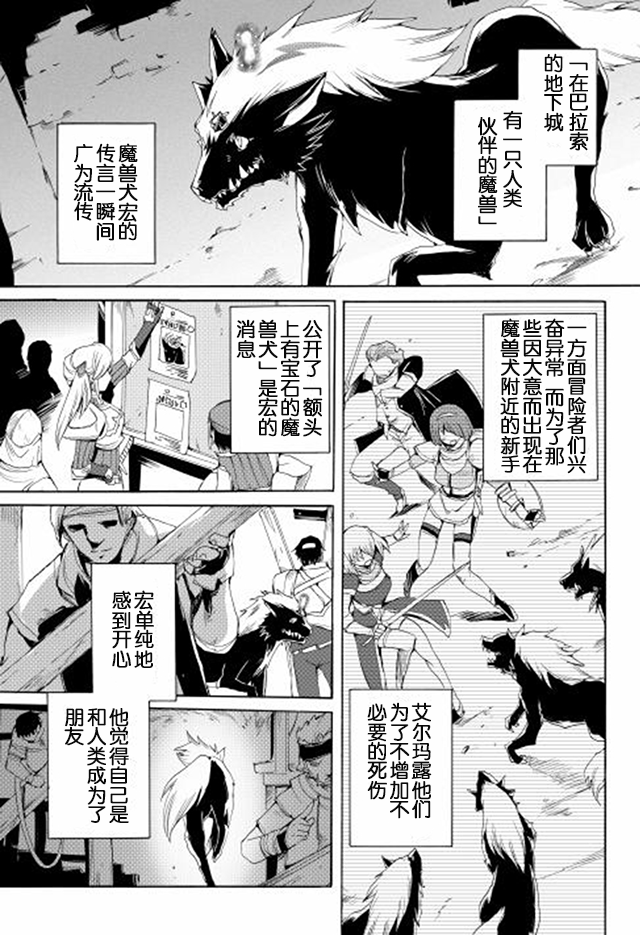 「在巴拉索
的地下城
有一只人类
伙伴的魔兽」
魔兽犬宏的
传言一瞬间
广为流传
一方面冒险者们兴
奋异常 而为了那
些因大意而出现在
魔兽犬附近的新手
艾尔玛露他们
为了不增加不
必要的死伤
公开了「额头
上有宝石的魔
兽犬」是宏的
消息
宏单纯地
感到开心
他觉得自己是
和人类成为了
朋友